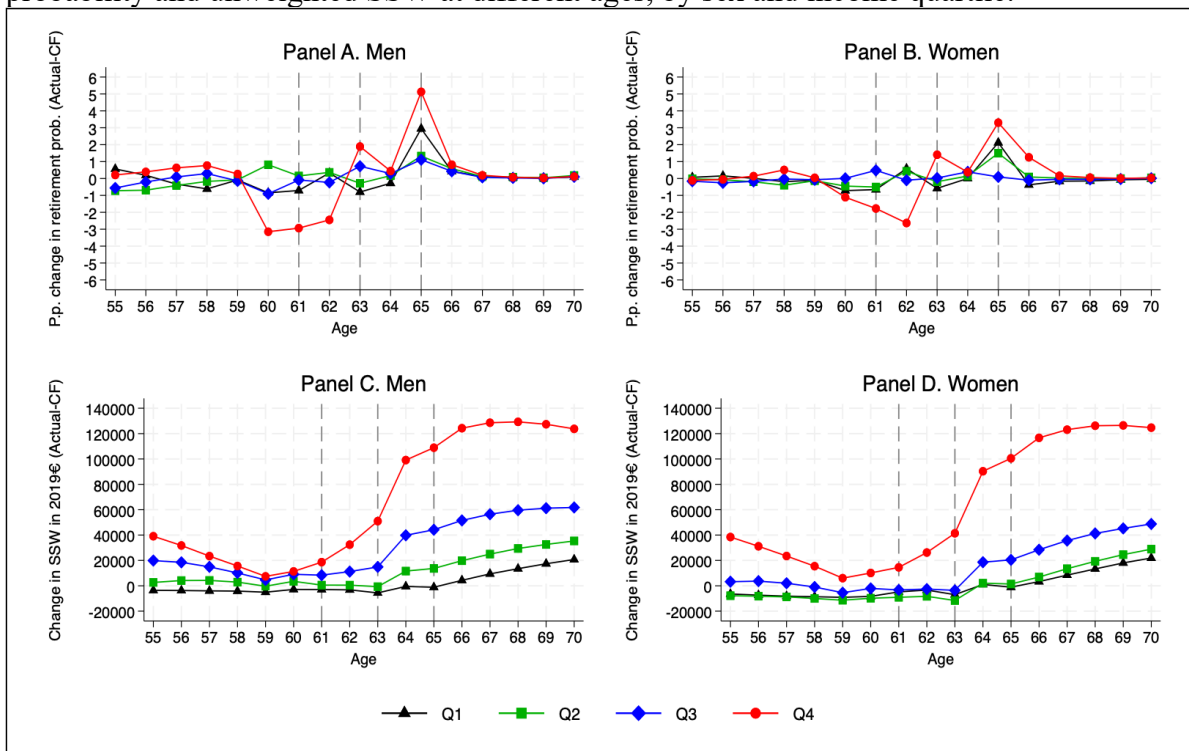 probability and unweighted SSW at different ages, by sex and income quartile.
Panel A. Men
P.p. change in retirement prob. (Actual-CF)
6
5
4
3
2
1
0
-1
-2
-3
-4
-5
-6
55 56 57 58 59 60 61 62 63 64 65 66 67 68 69 70
Age
Panel B. Women
P.p. change in retirement prob. (Actual-CF)
6
5
4
3
2
1
0
-1
-2
-3
-4
-5
-6
55 56 57 58 59 60 61 62 63 64 65 66 67 68 69 70
Age
Panel C. Men
Change in SSW in 2019€ (Actual-CF)
140000
120000
100000
80000
60000
40000
20000
0
-20000
55 56 57 58 59 60 61 62 63 64 65 66 67 68 69 70
Age
Panel D. Women
Change in SSW in 2019€ (Actual-CF)
140000
120000
100000
80000
60000
40000
20000
0
-20000
55 56 57 58 59 60 61 62 63 64 65 66 67 68 69 70
Age
Q1 Q2 Q3 Q4